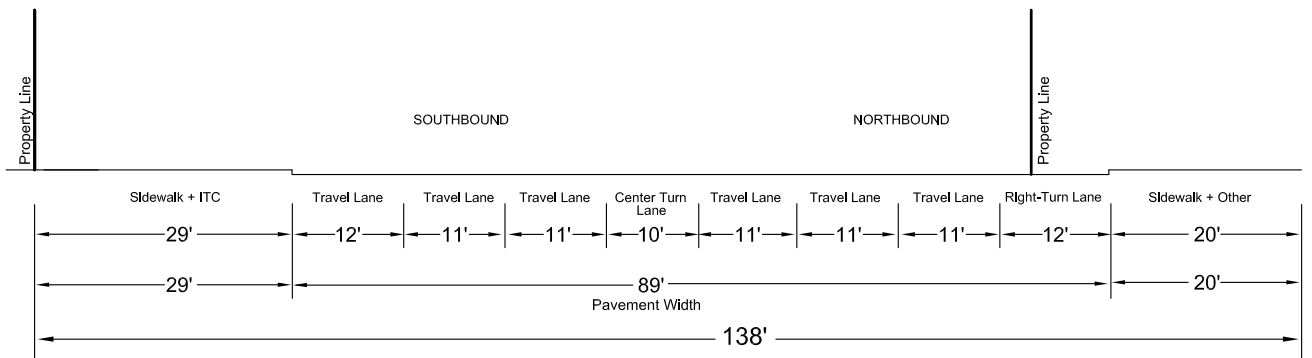 Property Line
SOUTHBOUND
NORTHBOUND
Property Line
Sidewalk + ITC
Travel Lane
Travel Lane
Travel Lane
Center Turn
Lane
Travel Lane
Travel Lane
Travel Lane
Right-Turn Lane
Sidewalk + Other
29'
12'
11'
11'
10'
11'
11'
11'
12'
20'
29'
89'
20'
Pavement Width
138'